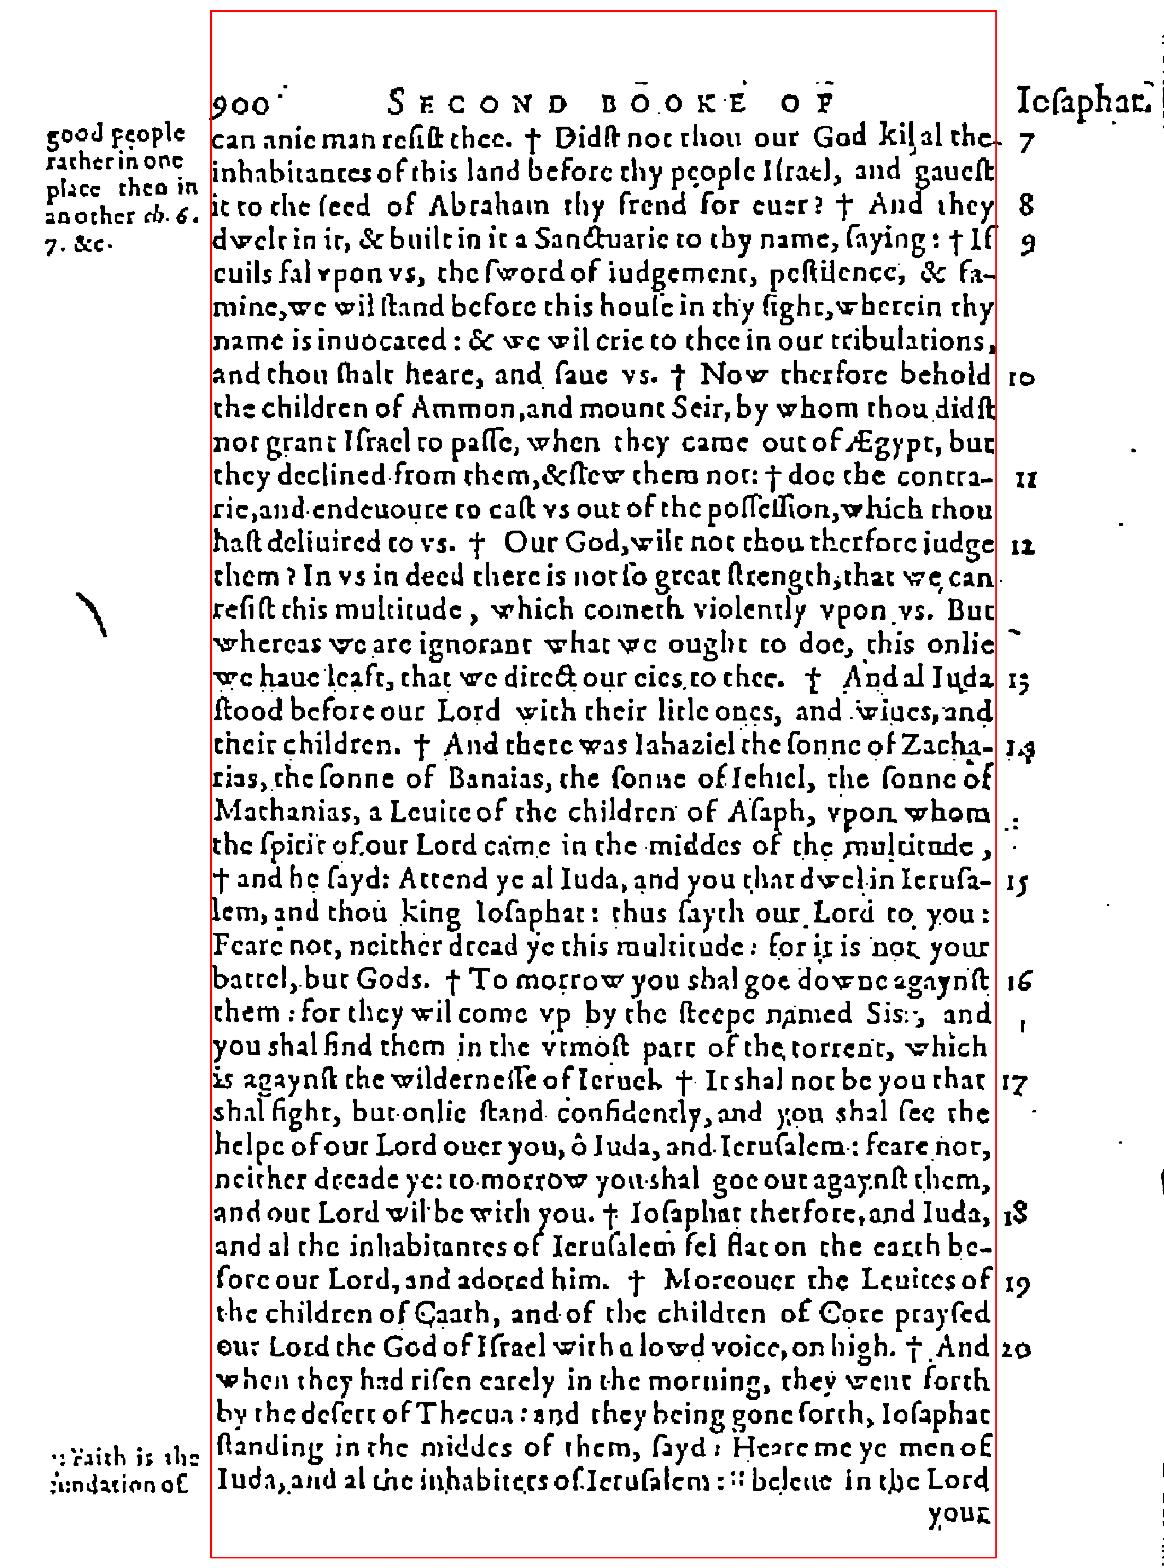 900 SECOND BOOKE OF Ioſaphat.
good people
rather in one
place then in
another ch. 6.
7. &c.
can anie man reſiſt thee. † Didſt not thou our God kil al the 7
inhabitantes of this land before thy people Iſrael, and gaueſt
it to the ſeed of Abraham thy frend for euer? † And they 8
dwelt in it, & built in it a Sanctuarie to thy name, ſaying: † If 9
euils fal vpon vs, the ſword of iudgement, peſtilence, & fa-
mine, we wil ſtand before this houſe in thy ſight, wherein thy
name is inuocated: & we wil crie to thee in our tribulations,
and thou ſhalt heare, and ſaue vs. † Now therfore behold 10
the children of Ammon, and mount Seir, by whom thou didſt
not grant Iſrael to paſſe, when they came out of Ægypt, but
they declined from them, & ſlew them not: † doe the contra- 11
rie, and endeuoure to caſt vs out of the poſſeſſion, which thou
haſt deliuired to vs. † Our God, wilt not thou therfore iudge 12
them? In vs in deed there is not ſo great ſtrength, that we can
reſiſt this multitude, which cometh violently vpon vs. But
whereas we are ignorant what we ought to doe, this onlie
we haue leaft, that we direct our eies to thee. † And al Iuda 13
ſtood before our Lord with their litle ones, and wiues, and
their children. † And there was Iahaziel the ſonne of Zacha- 14
rias, the ſonne of Banaias, the ſonne of Iehiel, the ſonne of
Mathanias, a Leuite of the children of Aſaph, vpon whom
the ſpirit of our Lord came in the middes of the multitude,
† and he ſayd: Attend ye al Iuda, and you that dwel in Ieruſa- 15
lem, and thou king Ioſaphat: thus ſayth our Lord to you:
Feare not, neither dread ye this multitude: for it is not your
battel, but Gods. † To morrow you shal goe downe agaynſt 16
them: for they wil come vp by the ſteepe named Sis, and
you shal find them in the vtmoſt part of the torrent, which
is agaynſt the wilderneſſe of Ieruel. † It shal not be you that 17
shal fight, but onlie ſtand confidently, and you shal ſee the
helpe of our Lord ouer you, ô Iuda, and Ieruſalem: feare not,
neither dreade ye: to morrow you shal goe out agaynſt them,
and our Lord wil be with you. † Ioſaphat therfore, and Iuda, 18
and al the inhabitantes of Ieruſalem fel flat on the earth be-
fore our Lord, and adored him. † Moreouer the Leuites of 19
the children of Caath, and of the children of Core prayſed
our Lord the God of Iſrael with a lowd voice, on high. † And 20
when they had riſen earely in the morning, they went forth
by the deſert of Thecua: and they being gone forth, Ioſaphat
ſtanding in the middes of them, ſayd: Heare me ye men of
Iuda, and al the inhabiters of Ieruſalem: :: beleue in the Lord
your
:: Faith is the
fundation of